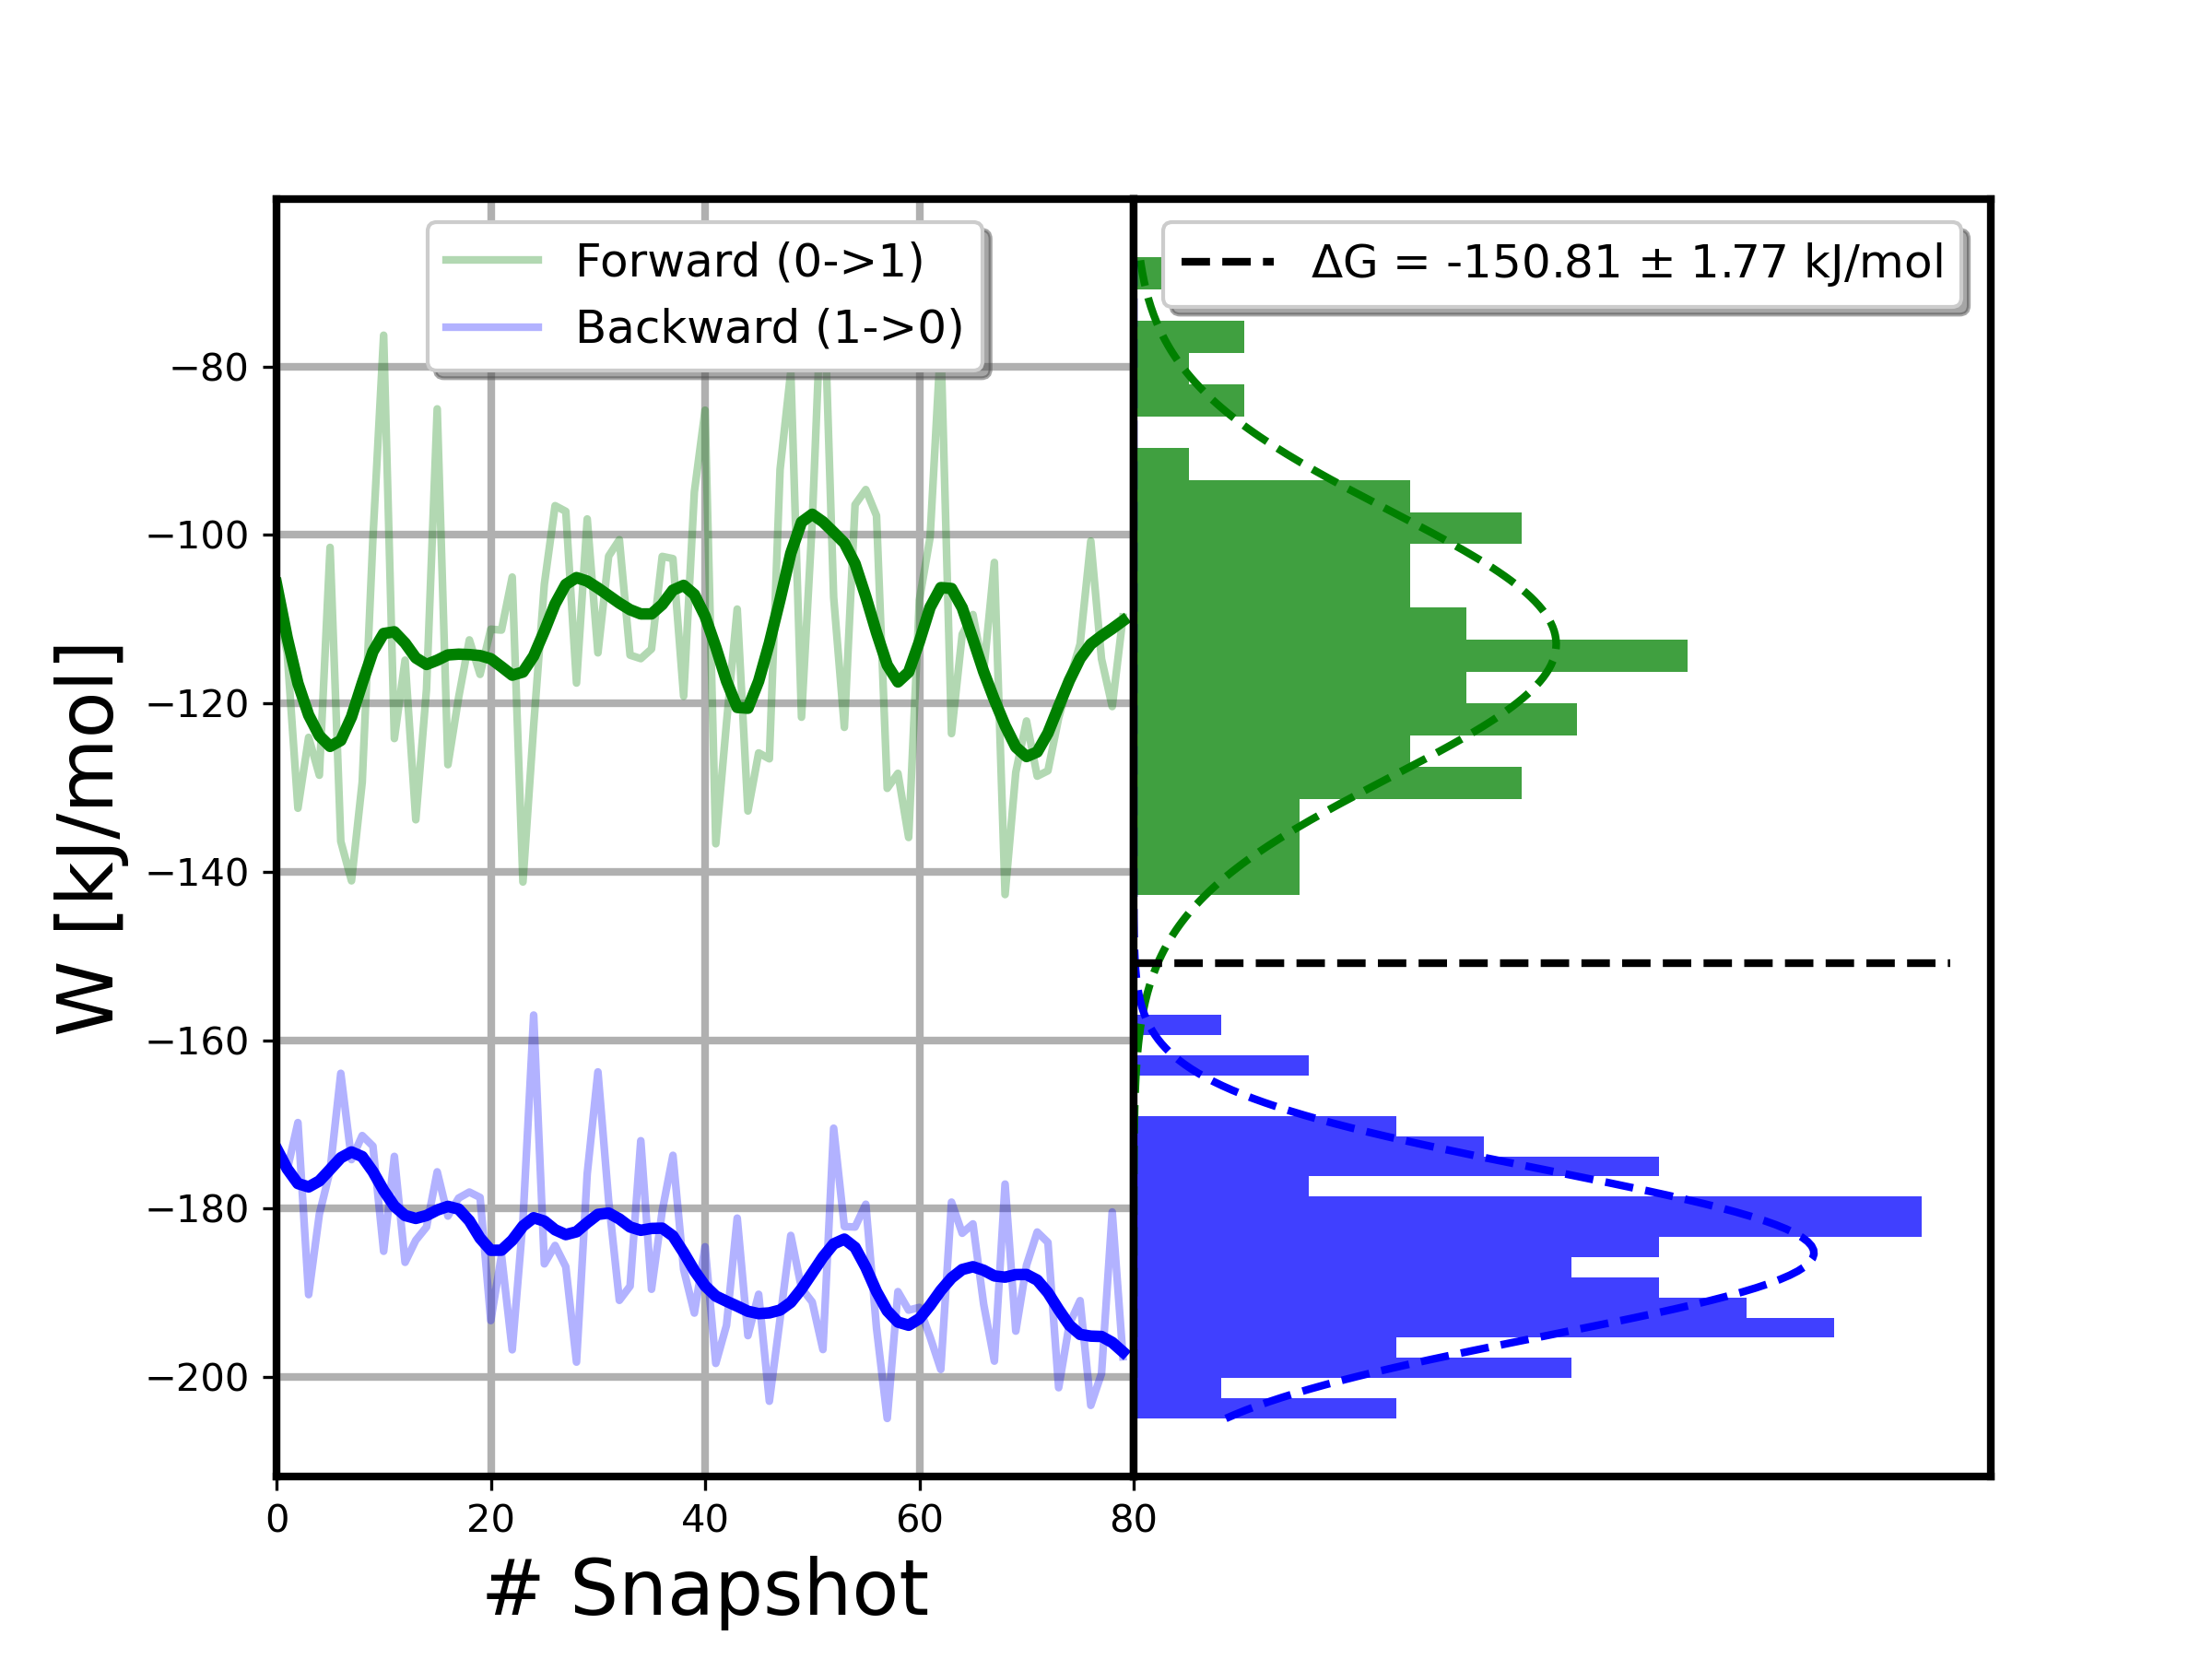 Forward (0->1)
Backward (1->0)
ΔG = -150.81 ± 1.77 kJ/mol
W [kJ/mol]
−80
−100
−120
−140
−160
−180
−200
0 20 40 60 80
# Snapshot